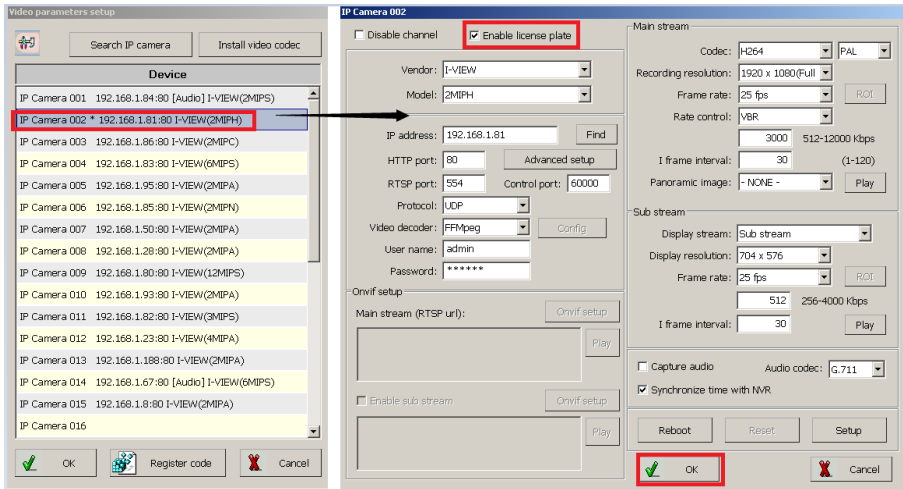 Video parameters setup
Search IP camera
Install video codec
Device
IP Camera 001 192.168.1.84:80 [Audio] I-VIEW(2MIPS)
IP Camera 002 * 192.168.1.81:80 I-VIEW(2MIPH)
IP Camera 003 192.168.1.86:80 I-VIEW(2MIPC)
IP Camera 004 192.168.1.83:80 I-VIEW(6MIPS)
IP Camera 005 192.168.1.95:80 I-VIEW(2MIPA)
IP Camera 006 192.168.1.85:80 I-VIEW(2MIPN)
IP Camera 007 192.168.1.50:80 I-VIEW(2MIPA)
IP Camera 008 192.168.1.28:80 I-VIEW(2MIPA)
IP Camera 009 192.168.1.80:80 I-VIEW(12MIPS)
IP Camera 010 192.168.1.93:80 I-VIEW(2MIPA)
IP Camera 011 192.168.1.82:80 I-VIEW(3MIPS)
IP Camera 012 192.168.1.23:80 I-VIEW(4MIPA)
IP Camera 013 192.168.1.188:80 I-VIEW(2MIPA)
IP Camera 014 192.168.1.67:80 [Audio] I-VIEW(6MIPS)
IP Camera 015 192.168.1.8:80 I-VIEW(2MIPA)
IP Camera 016
OK
Register code
Cancel
IP Camera 002
Disable channel
Enable license plate
Vendor: I-VIEW
Model: 2MIPH
IP address: 192.168.1.81 Find
HTTP port: 80 Advanced setup
RTSP port: 554 Control port: 60000
Protocol: UDP
Video decoder: FFMpeg Config
User name: admin
Password: ******
Onvif setup
Main stream (RTSP url): Onvif setup
Play
Enable sub stream Onvif setup
Play
Main stream
Codec: H264 PAL
Recording resolution: 1920 x 1080(Full
Frame rate: 25 fps ROI
Rate control: VBR
3000 512-12000 Kbps
I frame interval: 30 (1-120)
Panoramic image: - NONE - Play
Sub stream
Display stream: Sub stream
Display resolution: 704 x 576
Frame rate: 25 fps ROI
512 256-4000 Kbps
I frame interval: 30 Play
Capture audio Audio codec: G.711
Synchronize time with NVR
Reboot Reset Setup
OK Cancel